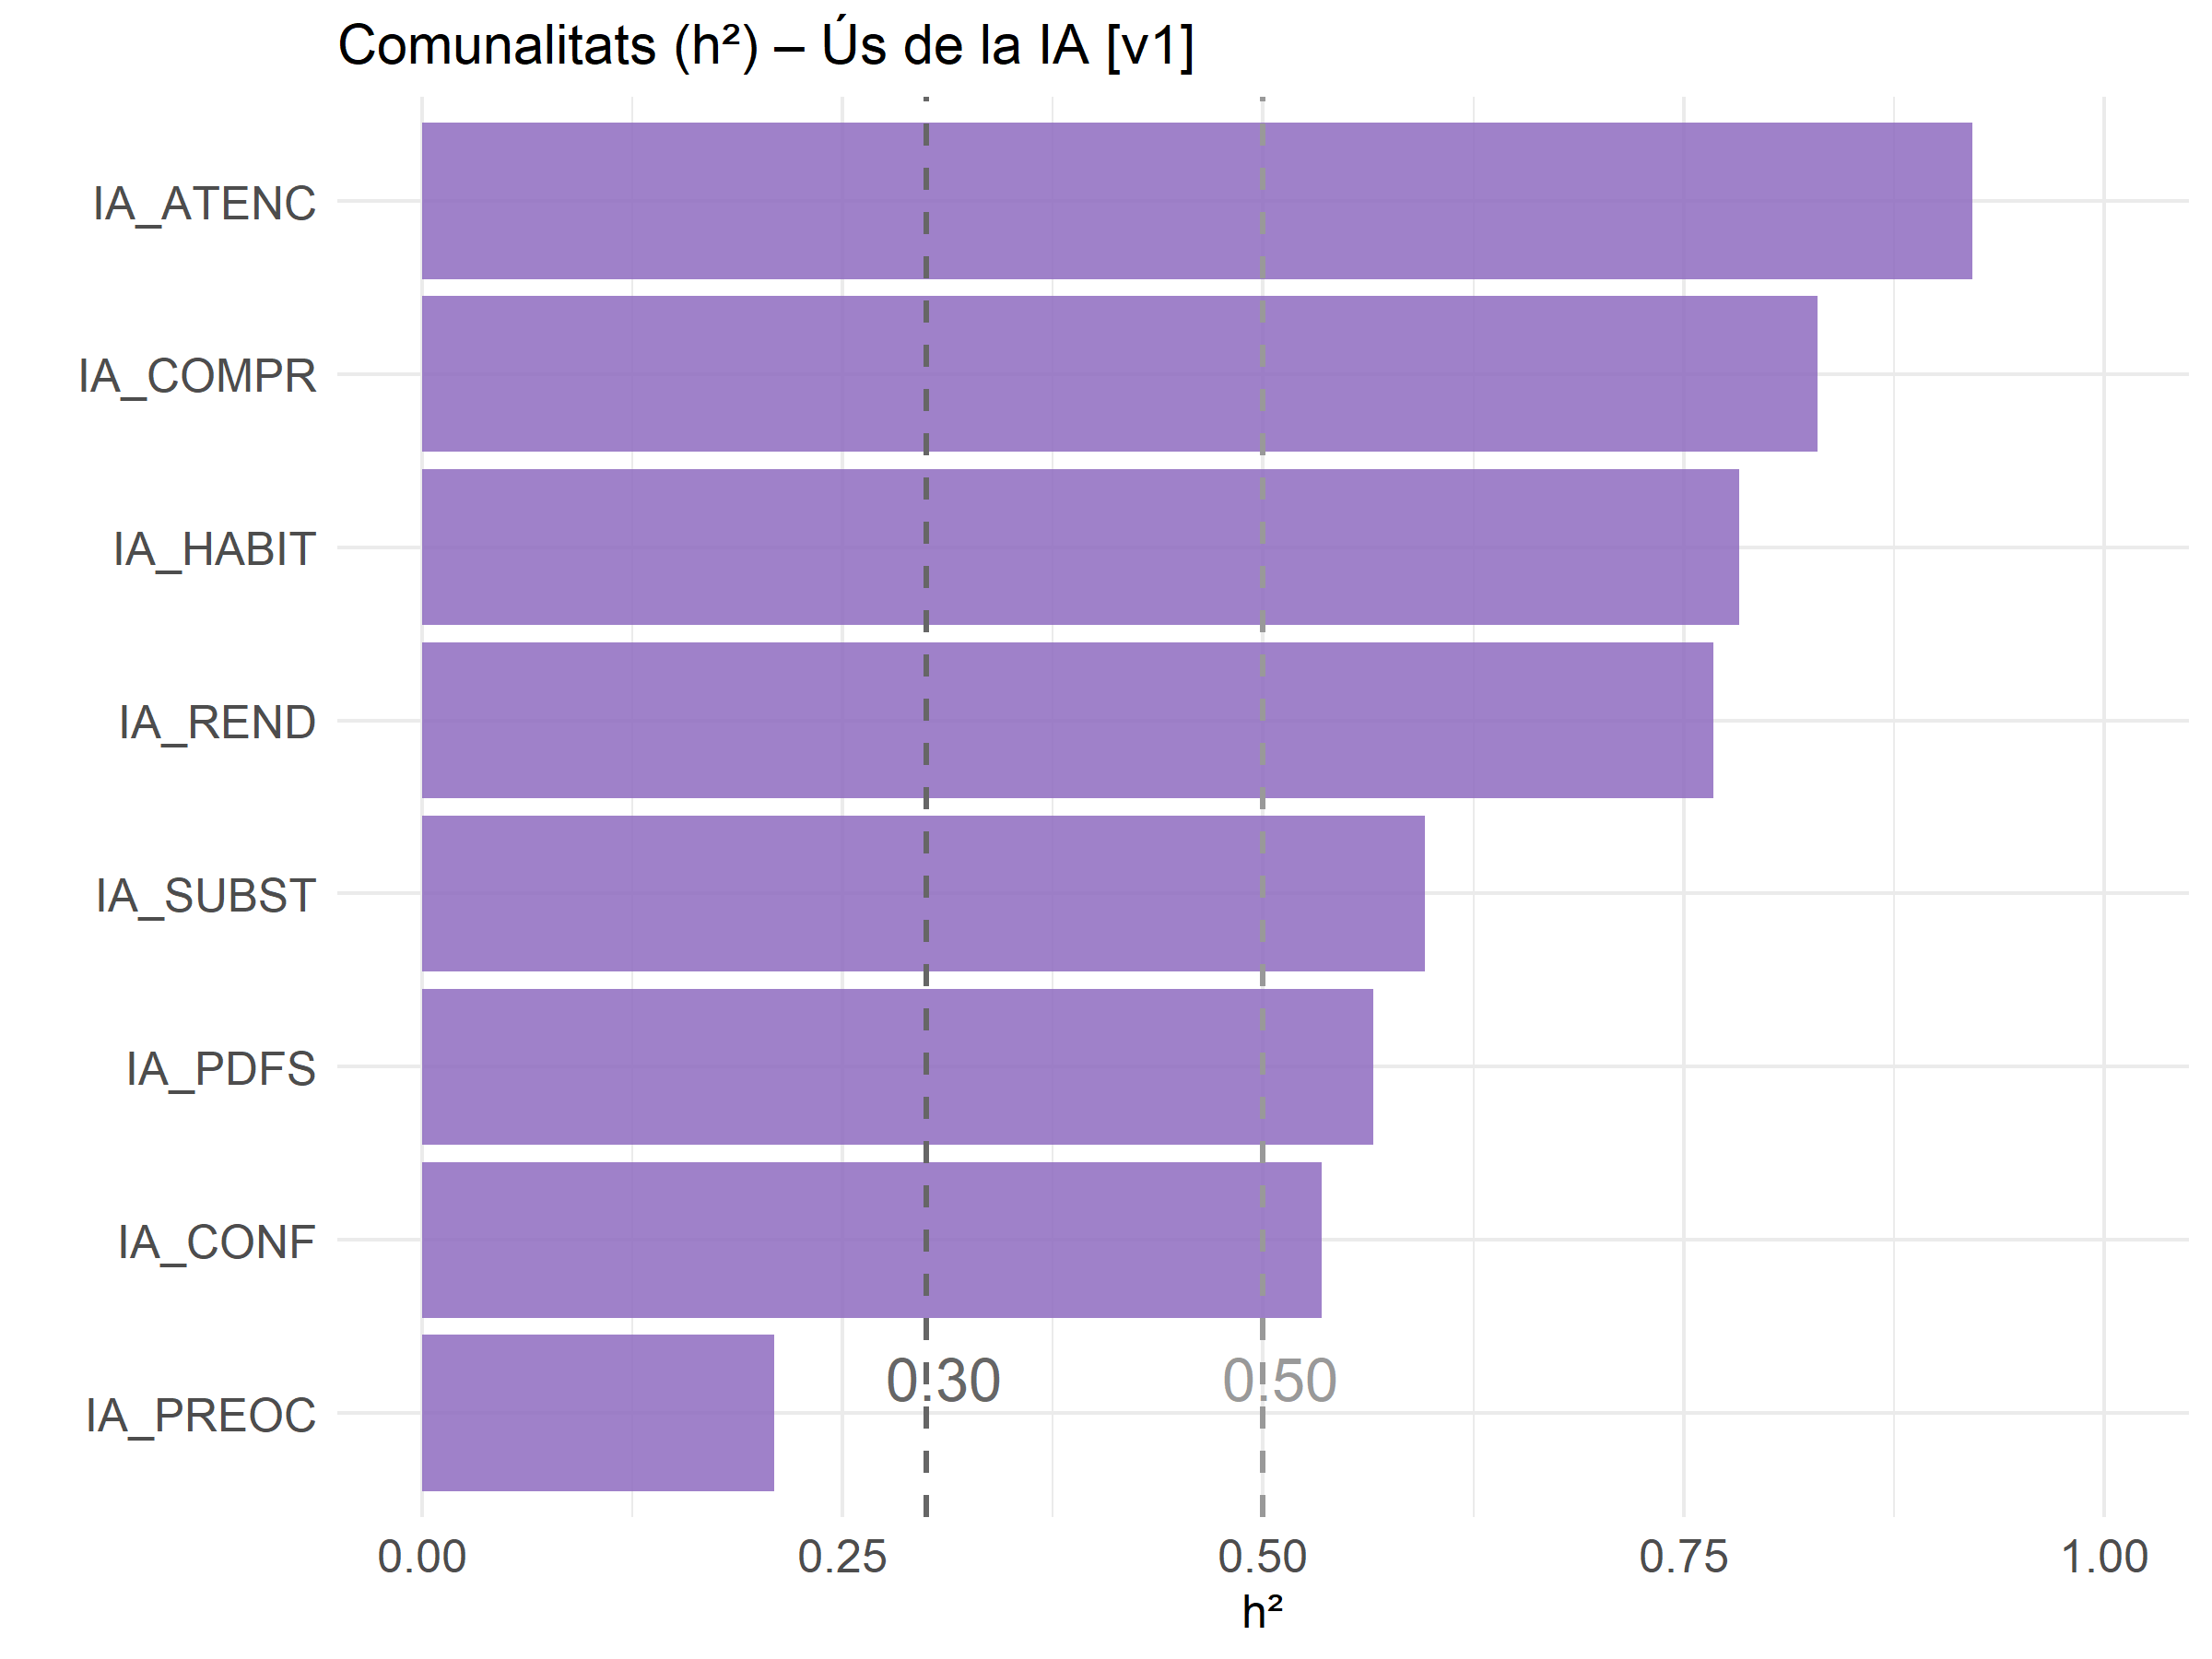 Comunalitats (h²) – Ús de la IA [v1]
IA_ATENC
IA_COMPR
IA_HABIT
IA_REND
IA_SUBST
IA_PDFS
IA_CONF
IA_PREOC
0.30
0.50
0.00
0.25
0.50
0.75
1.00
h²